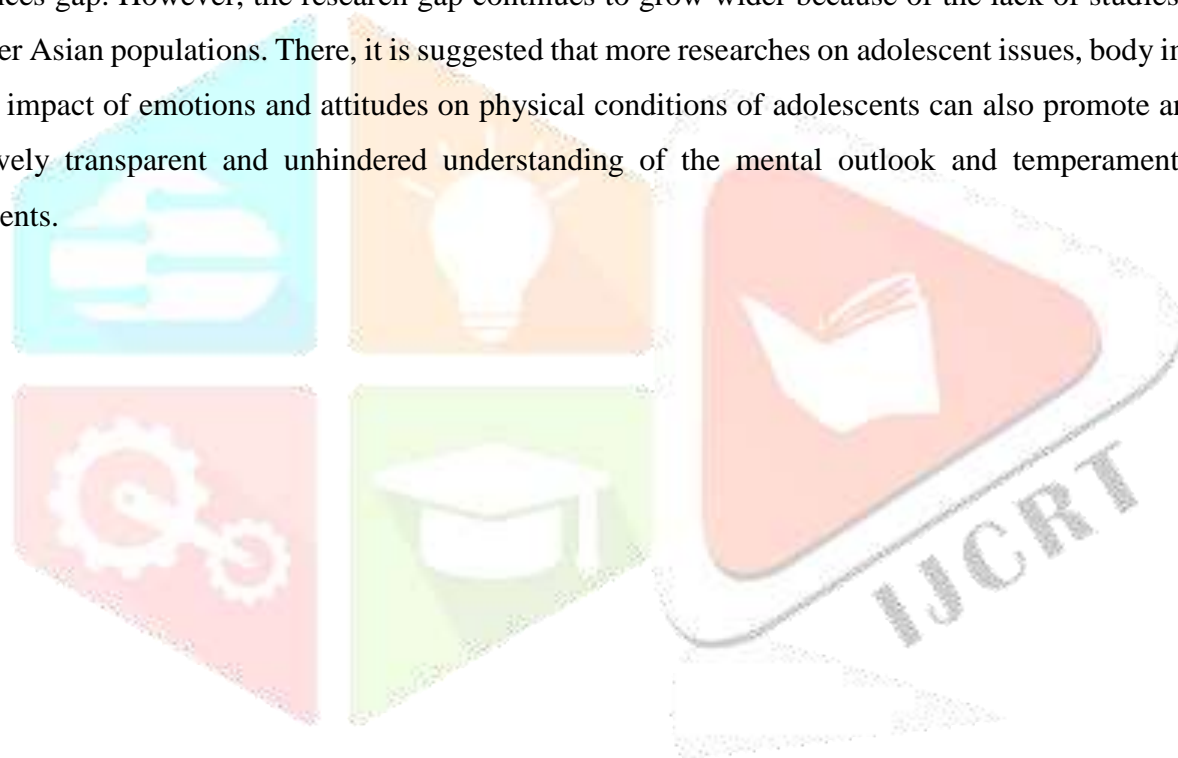 ces gap. However, the research gap continues to grow wider because of the lack of studies
er Asian populations. There, it is suggested that more researches on adolescent issues, body
impact of emotions and attitudes on physical conditions of adolescents can also promote
vely transparent and unhindered understanding of the mental outlook and temperament
ents.
IJCRT